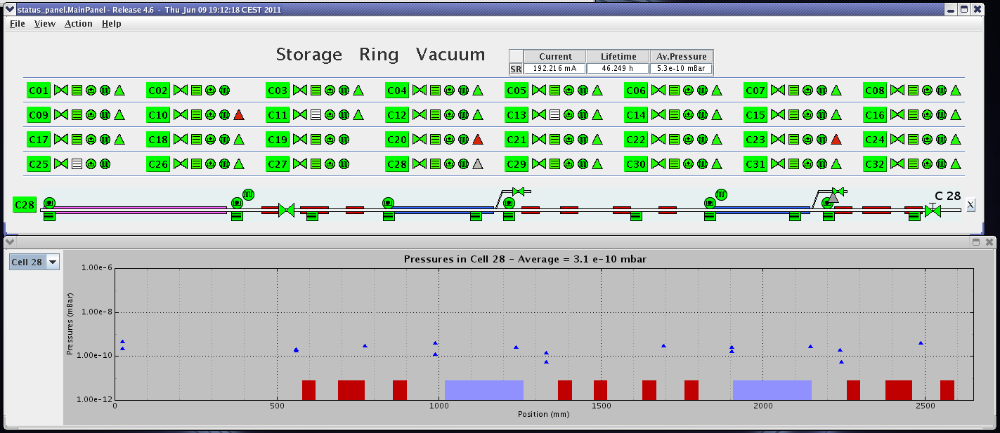 status_panel.MainPanel - Release 4.6 - Thu Jun 09 19:12:18 CEST 2011
File View Action Help
Storage Ring Vacuum
Current Lifetime Av.Pressure
SR 192.216 mA 46.249 h 5.3e-10 mBar
C01 C02 C03 C04 C05 C06 C07 C08
C09 C10 C11 C12 C13 C14 C15 C16
C17 C18 C19 C20 C21 C22 C23 C24
C25 C26 C27 C28 C29 C30 C31 C32
C28 C 28 X
Cell 28
Pressures in Cell 28 - Average = 3.1 e-10 mbar
Pressures (mBar)
1.00e-6
1.00e-8
1.00e-10
1.00e-12
0 500 1000 1500 2000 2500
Position (mm)